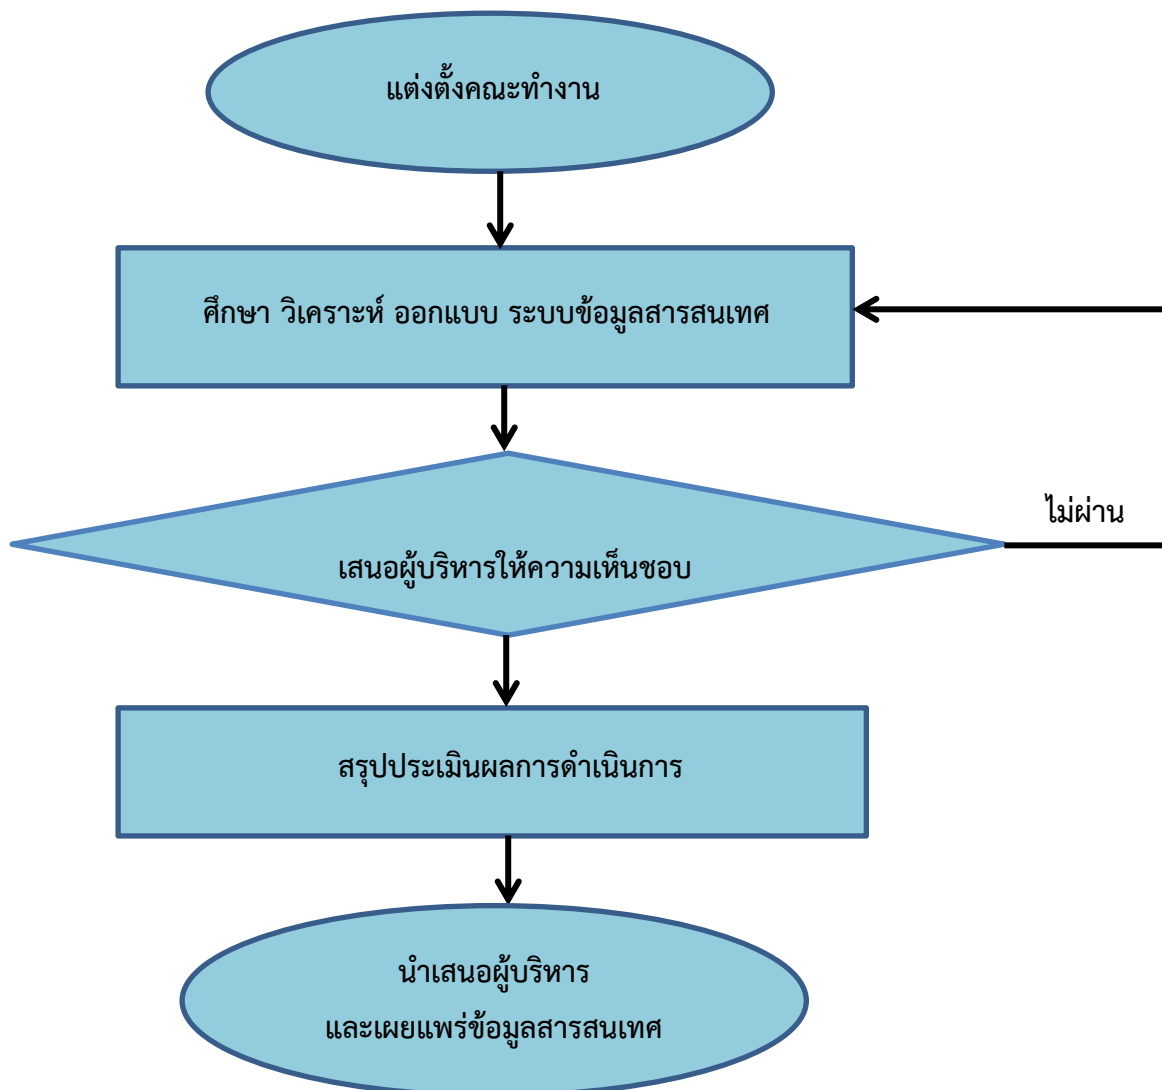 แต่งตั้งคณะทำงาน
ศึกษา วิเคราะห์ ออกแบบ ระบบข้อมูลสารสนเทศ
ไม่ผ่าน
เสนอผู้บริหารให้ความเห็นชอบ
สรุปประเมินผลการดำเนินการ
นำเสนอผู้บริหาร
และเผยแพร่ข้อมูลสารสนเทศ